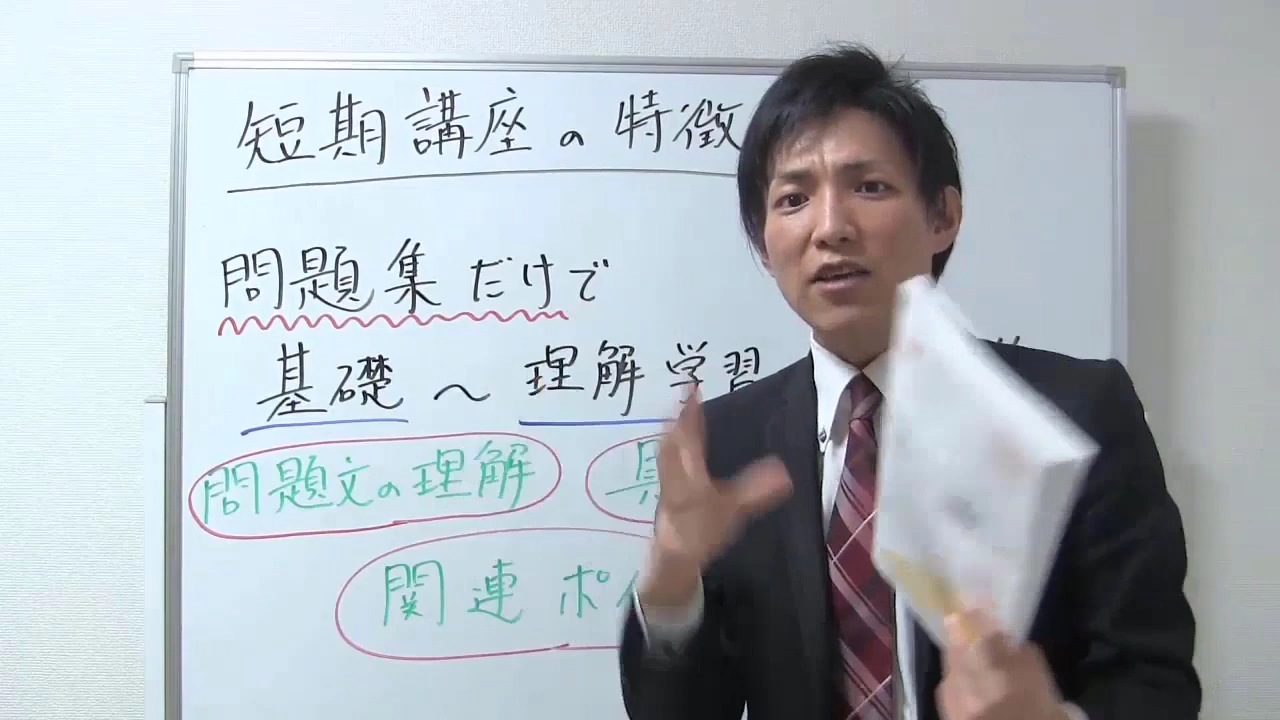 短期講座の特徴
問題集だけで
基礎～理解学習
問題文の理解
関連ポイ